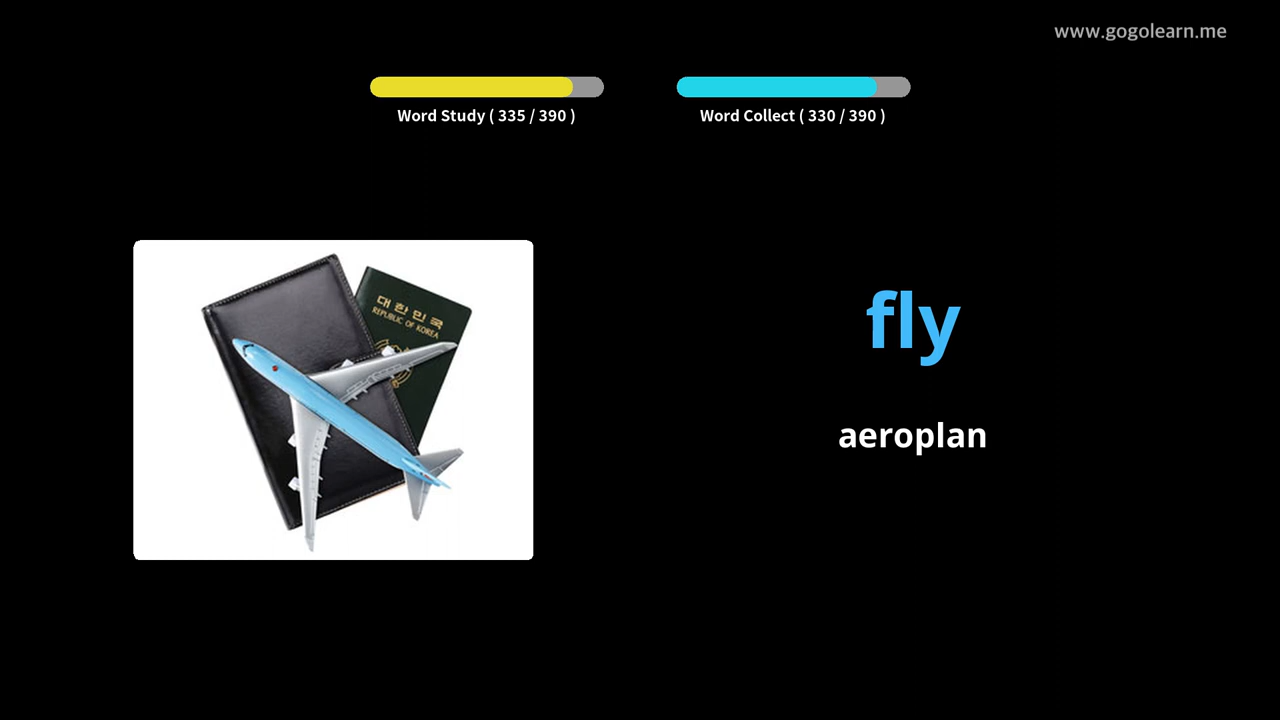 www.gogolearn.me
Word Study ( 335 / 390 )
Word Collect ( 330 / 390 )
대한민국
REPUBLIC OF KOREA
fly
aeroplan